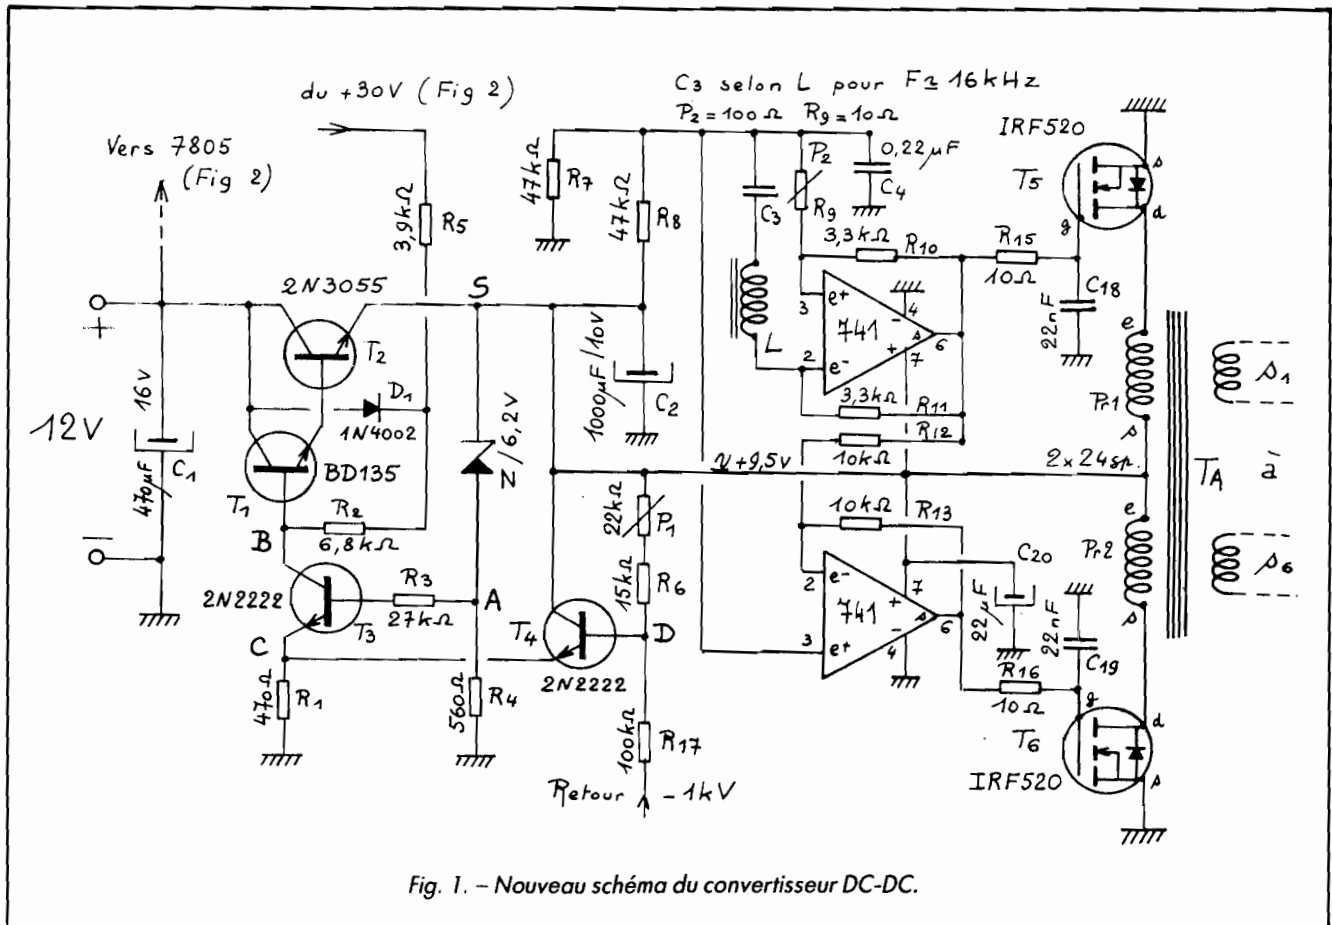 du +30V (Fig 2)
C3 selon L pour F≃ 16kHz
P2 = 100 Ω R9 = 10 Ω
Vers 7805
(Fig 2)
IRF520
T5
s
d
g
47kΩ
R7
47kΩ
R8
P2
R9
C3
0,22µF
C4
3,9kΩ
R5
3,3kΩ
R10
R15
10Ω
C18
22nF
2N3055
T2
S
+
12V
16V
470µF
C1
−
D1
1N4002
BD135
T1
R2
6,8kΩ
B
N/6,2V
1000µF/10V
C2
L
3
e+
−
4
741
s
6
+
7
2
e-
3,3kΩ
R11
R12
10kΩ
V+9,5V
10kΩ
R13
e
Pr1
s
2x24sp.
e
Pr2
s
TA
à
s1
s6
2N2222
T3
R3
27kΩ
A
C
470Ω
R1
560Ω
R4
22kΩ
P1
15kΩ
R6
T4
D
2N2222
100kΩ
R17
Retour
-1kV
2
e-
7
+
741
s
6
−
4
3
e+
C20
22µF
22nF
C19
R16
10Ω
g
d
T6
IRF520
s
Fig. 1. – Nouveau schéma du convertisseur DC-DC.